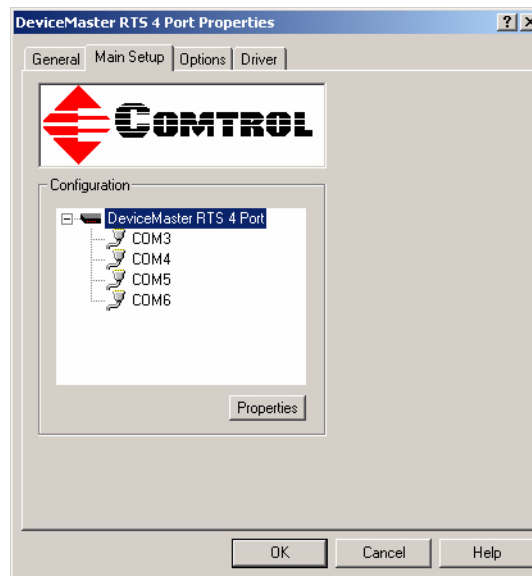 DeviceMaster RTS 4 Port Properties
General Main Setup Options Driver
COMTROL
Configuration
DeviceMaster RTS 4 Port
COM3
COM4
COM5
COM6
Properties
OK Cancel Help